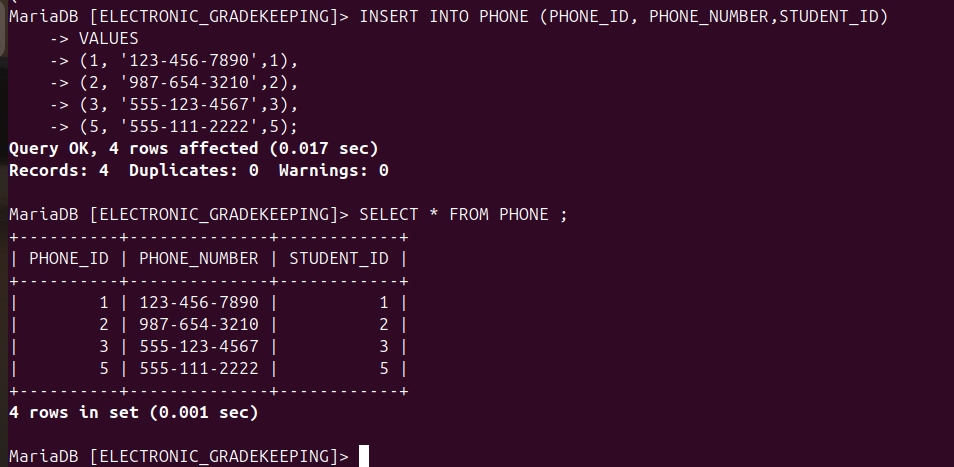 MariaDB [ELECTRONIC_GRADEKEEPING]> INSERT INTO PHONE (PHONE_ID, PHONE_NUMBER,STUDENT_ID)
    -> VALUES
    -> (1, '123-456-7890',1),
    -> (2, '987-654-3210',2),
    -> (3, '555-123-4567',3),
    -> (5, '555-111-2222',5);
Query OK, 4 rows affected (0.017 sec)
Records: 4  Duplicates: 0  Warnings: 0

MariaDB [ELECTRONIC_GRADEKEEPING]> SELECT * FROM PHONE ;
+----------+--------------+------------+
| PHONE_ID | PHONE_NUMBER | STUDENT_ID |
+----------+--------------+------------+
|        1 | 123-456-7890 |          1 |
|        2 | 987-654-3210 |          2 |
|        3 | 555-123-4567 |          3 |
|        5 | 555-111-2222 |          5 |
+----------+--------------+------------+
4 rows in set (0.001 sec)

MariaDB [ELECTRONIC_GRADEKEEPING]>